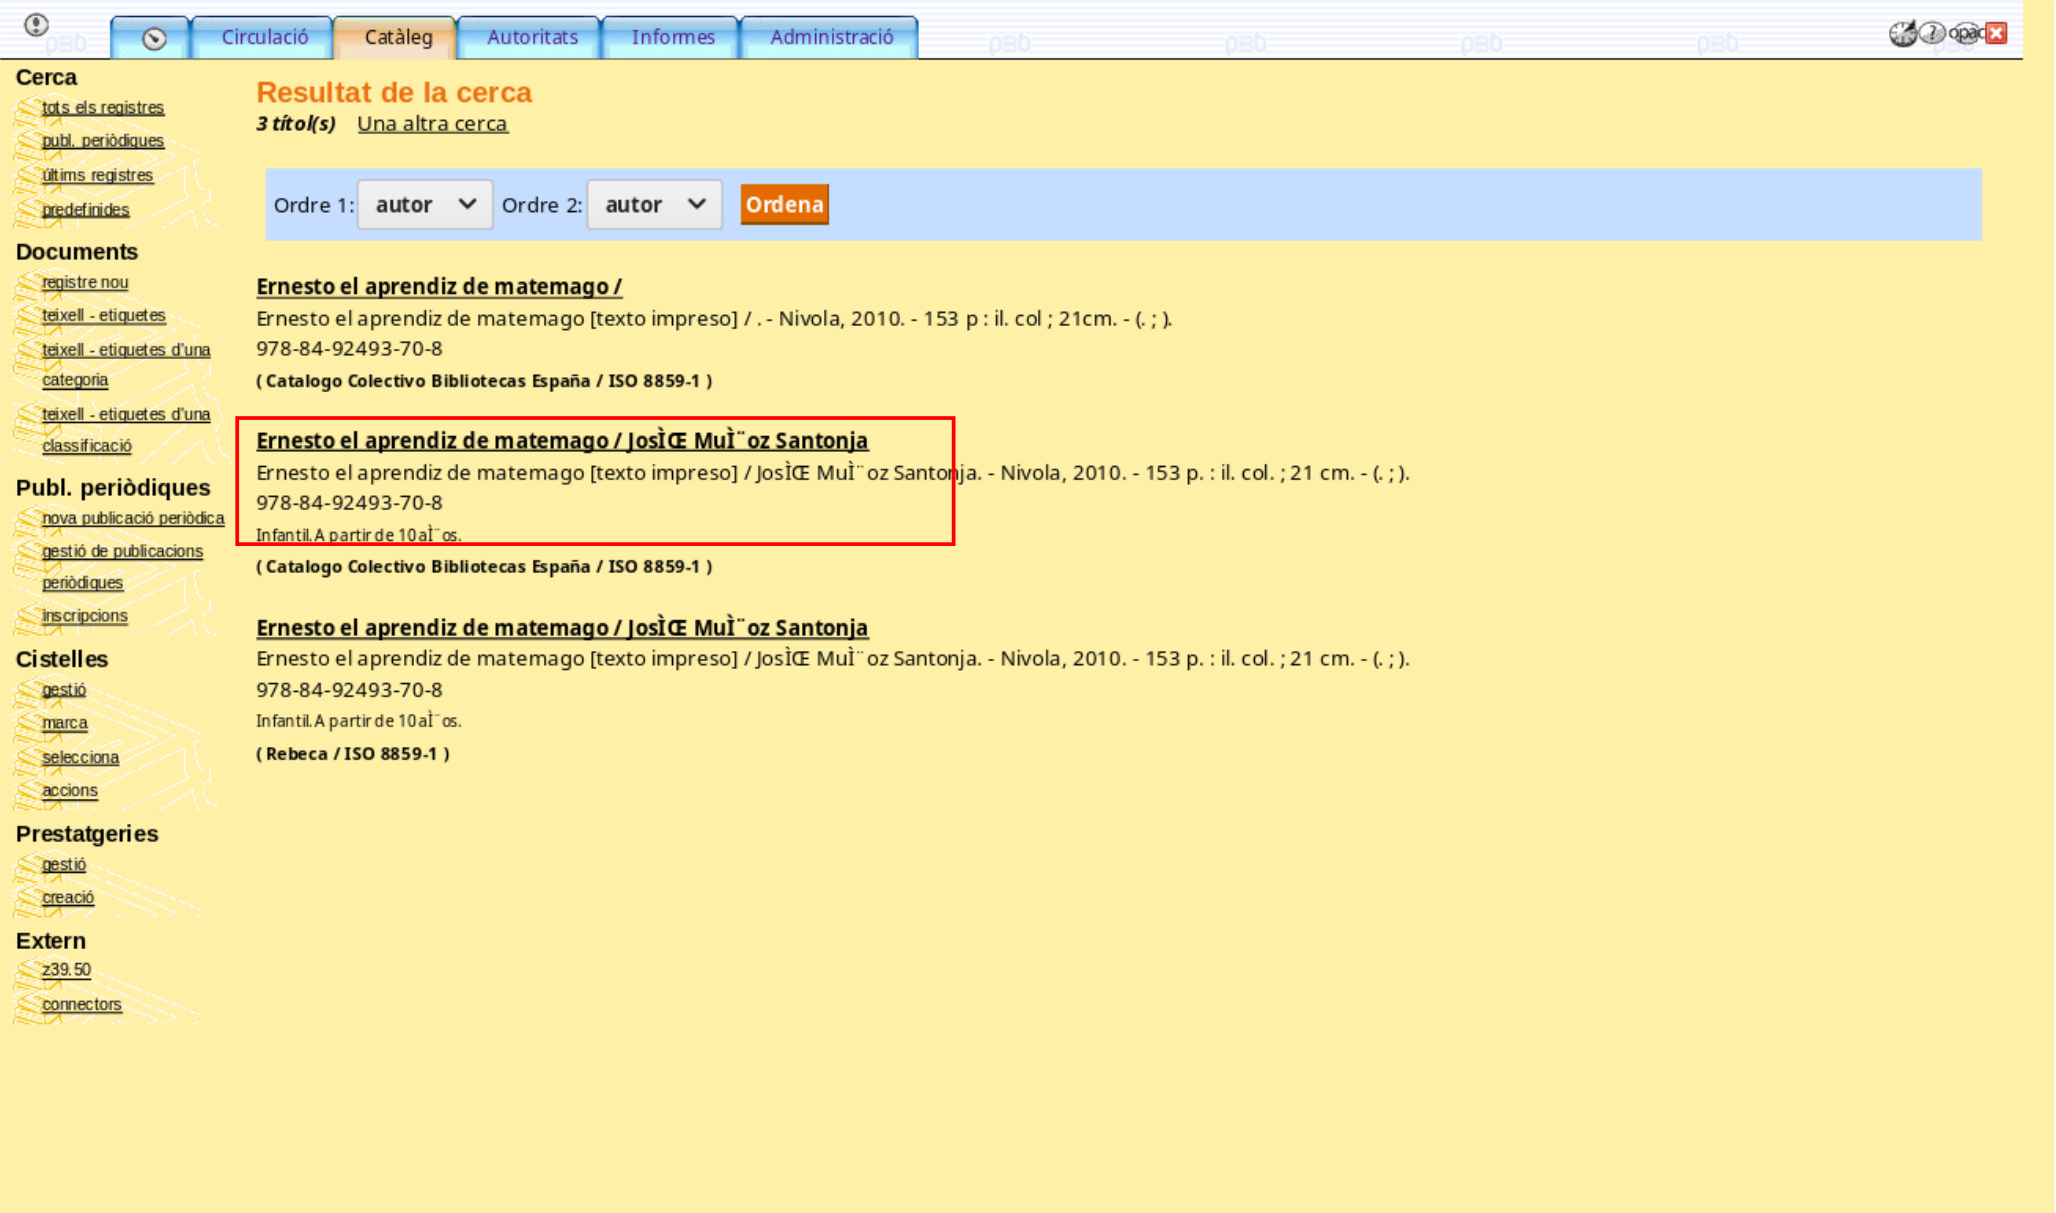 Circulació Catàleg Autoritats Informes Administració opac
Cerca
tots els registres
publ. periòdiques
últims registres
predefinides
Documents
registre nou
teixell - etiquetes
teixell - etiquetes d'una
categoria
teixell - etiquetes d'una
classificació
Publ. periòdiques
nova publicació periòdica
gestió de publicacions
periòdiques
inscripcions
Cistelles
gestió
marca
selecciona
accions
Prestatgeries
gestió
creació
Extern
z39.50
connectors
Resultat de la cerca
3 títol(s) Una altra cerca
Ordre 1: autor Ordre 2: autor Ordena
Ernesto el aprendiz de matemago /
Ernesto el aprendiz de matemago [texto impreso] / . - Nivola, 2010. - 153 p : il. col ; 21cm. - (. ; ).
978-84-92493-70-8
( Catalogo Colectivo Bibliotecas España / ISO 8859-1 )
Ernesto el aprendiz de matemago / JosÌŒ MuÌ¨oz Santonja
Ernesto el aprendiz de matemago [texto impreso] / JosÌŒ MuÌ¨oz Santonja. - Nivola, 2010. - 153 p. : il. col. ; 21 cm. - (. ; ).
978-84-92493-70-8
Infantil. A partir de 10 aÌ¨os.
( Catalogo Colectivo Bibliotecas España / ISO 8859-1 )
Ernesto el aprendiz de matemago / JosÌŒ MuÌ¨oz Santonja
Ernesto el aprendiz de matemago [texto impreso] / JosÌŒ MuÌ¨oz Santonja. - Nivola, 2010. - 153 p. : il. col. ; 21 cm. - (. ; ).
978-84-92493-70-8
Infantil. A partir de 10 aÌ¨os.
( Rebeca / ISO 8859-1 )